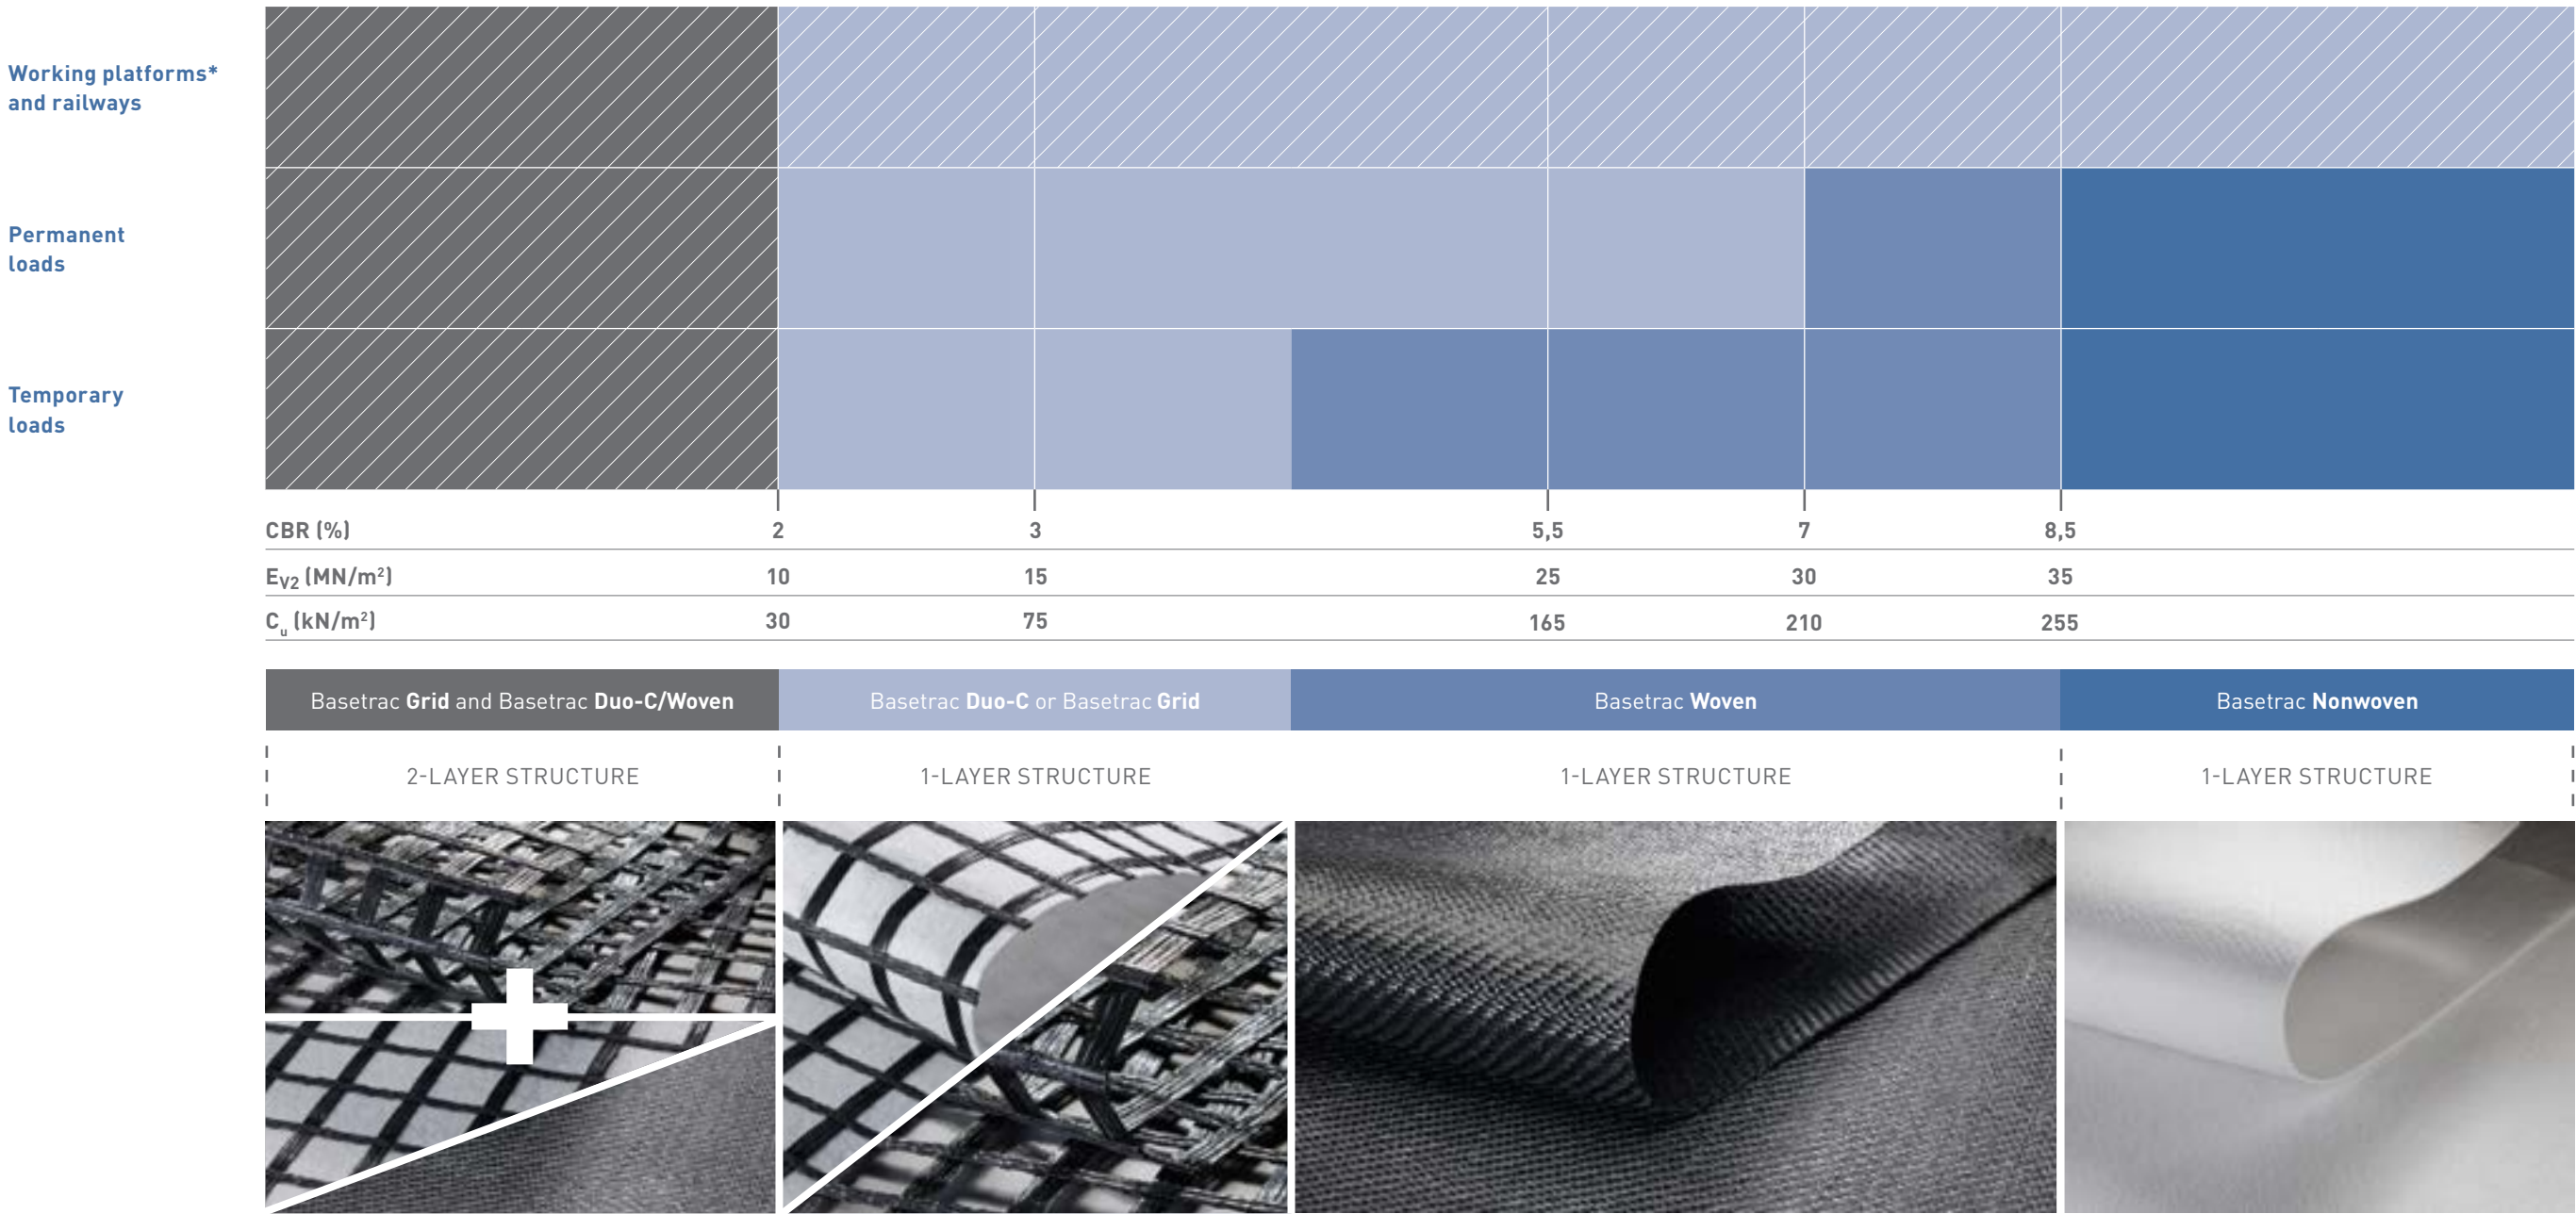 Working platforms*
and railways
Permanent
loads
Temporary
loads
CBR (%) 2 3 5,5 7 8,5
EV2 (MN/m²) 10 15 25 30 35
Cu (kN/m²) 30 75 165 210 255
Basetrac Grid and Basetrac Duo-C/Woven
Basetrac Duo-C or Basetrac Grid
Basetrac Woven
Basetrac Nonwoven
2-LAYER STRUCTURE
1-LAYER STRUCTURE
1-LAYER STRUCTURE
1-LAYER STRUCTURE